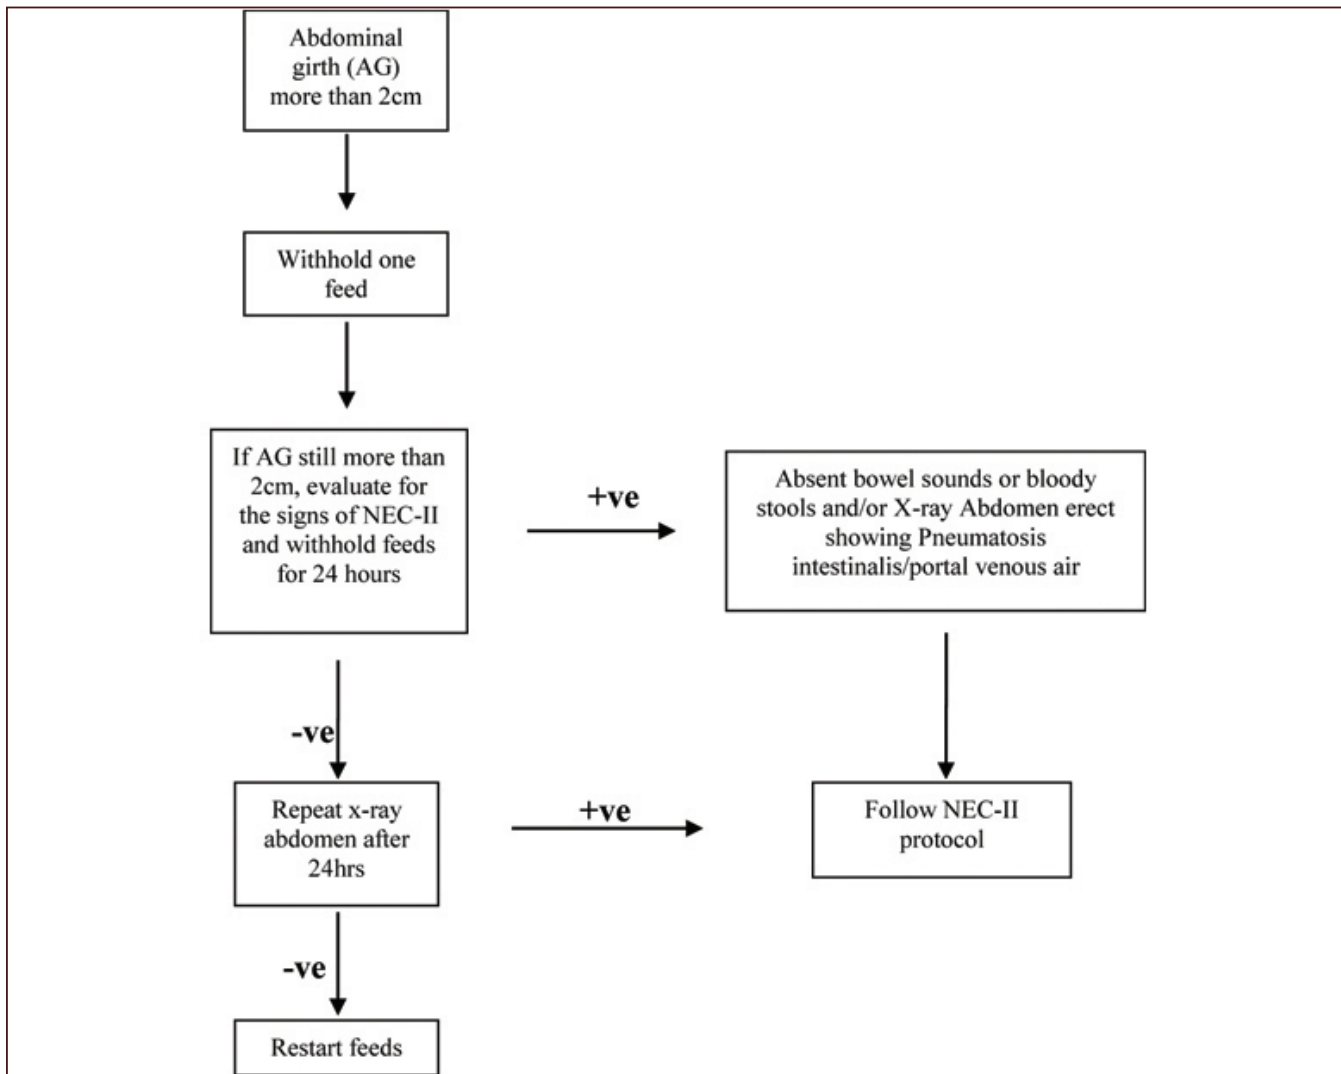 Abdominal
girth (AG)
more than 2cm
Withhold one
feed
If AG still more than
2cm, evaluate for
the signs of NEC-II
and withhold feeds
for 24 hours
+ve
Absent bowel sounds or bloody
stools and/or X-ray Abdomen erect
showing Pneumatosis
intestinalis/portal venous air
-ve
Repeat x-ray
abdomen after
24hrs
+ve
Follow NEC-II
protocol
-ve
Restart feeds